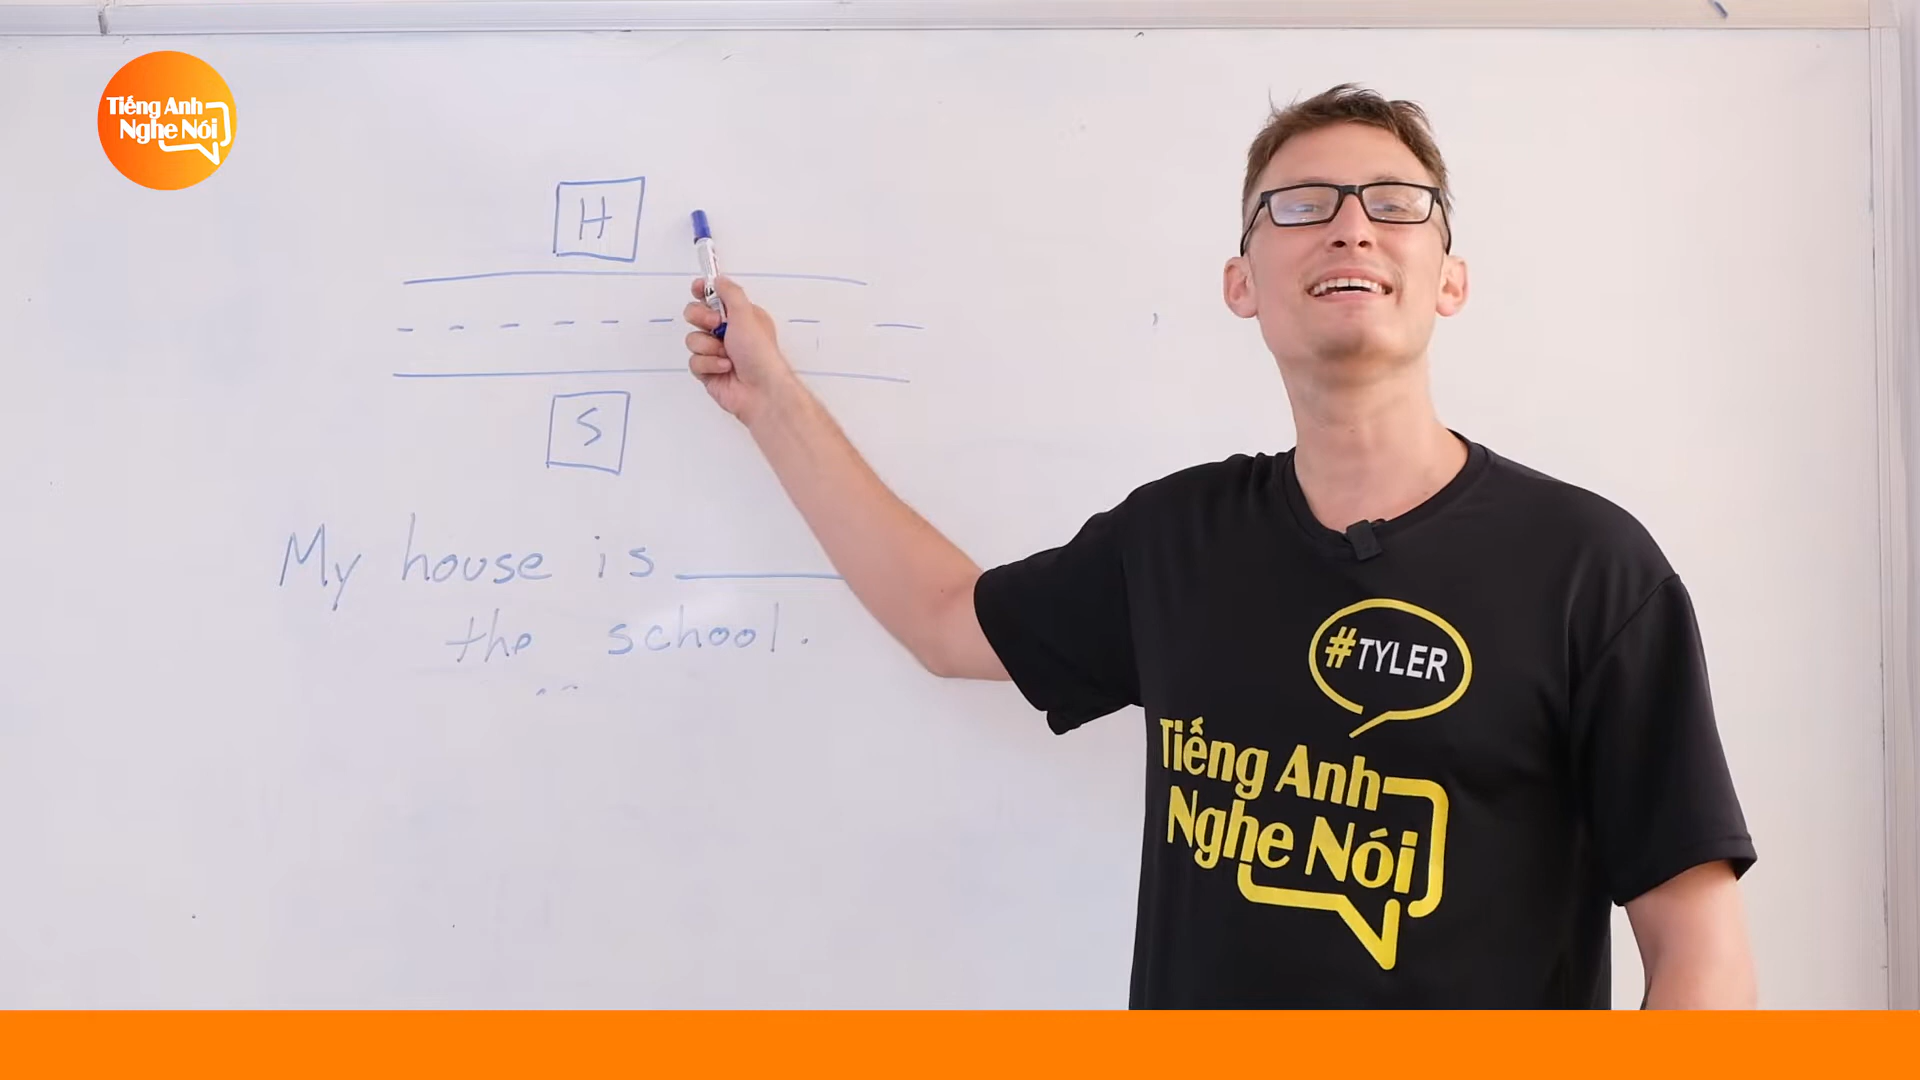 Tiếng Anh
Nghe Nói
H
S
My house is
the school.
#TYLER
Tiếng Anh
Nghe Nói